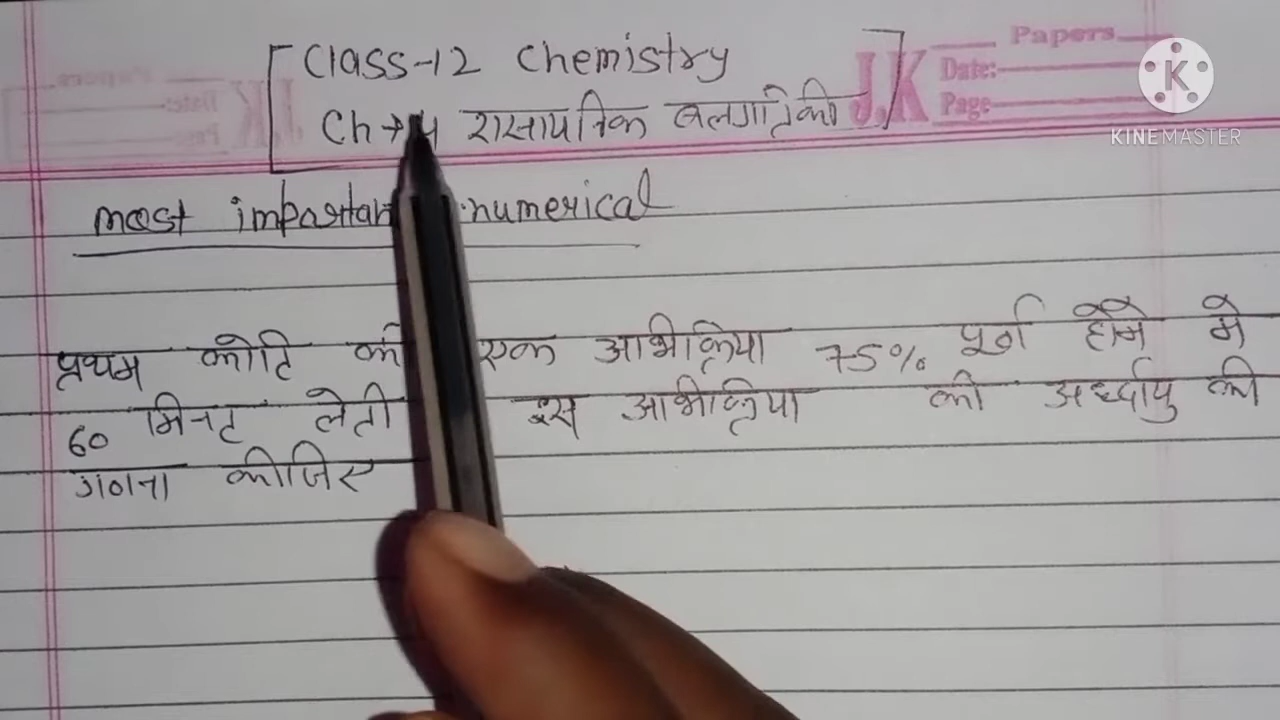 Class-12 Chemistry
Ch→4 रासायनिक बलगतिकी
J.K
Papers
Date:
Page
KINEMASTER
most important numerical
प्रथम कोटि की एक अभिक्रिया 75% पूर्ण होने मे
60 मिनट लेती इस अभिक्रिया की अर्ध्दायु की
गणना कीजिए